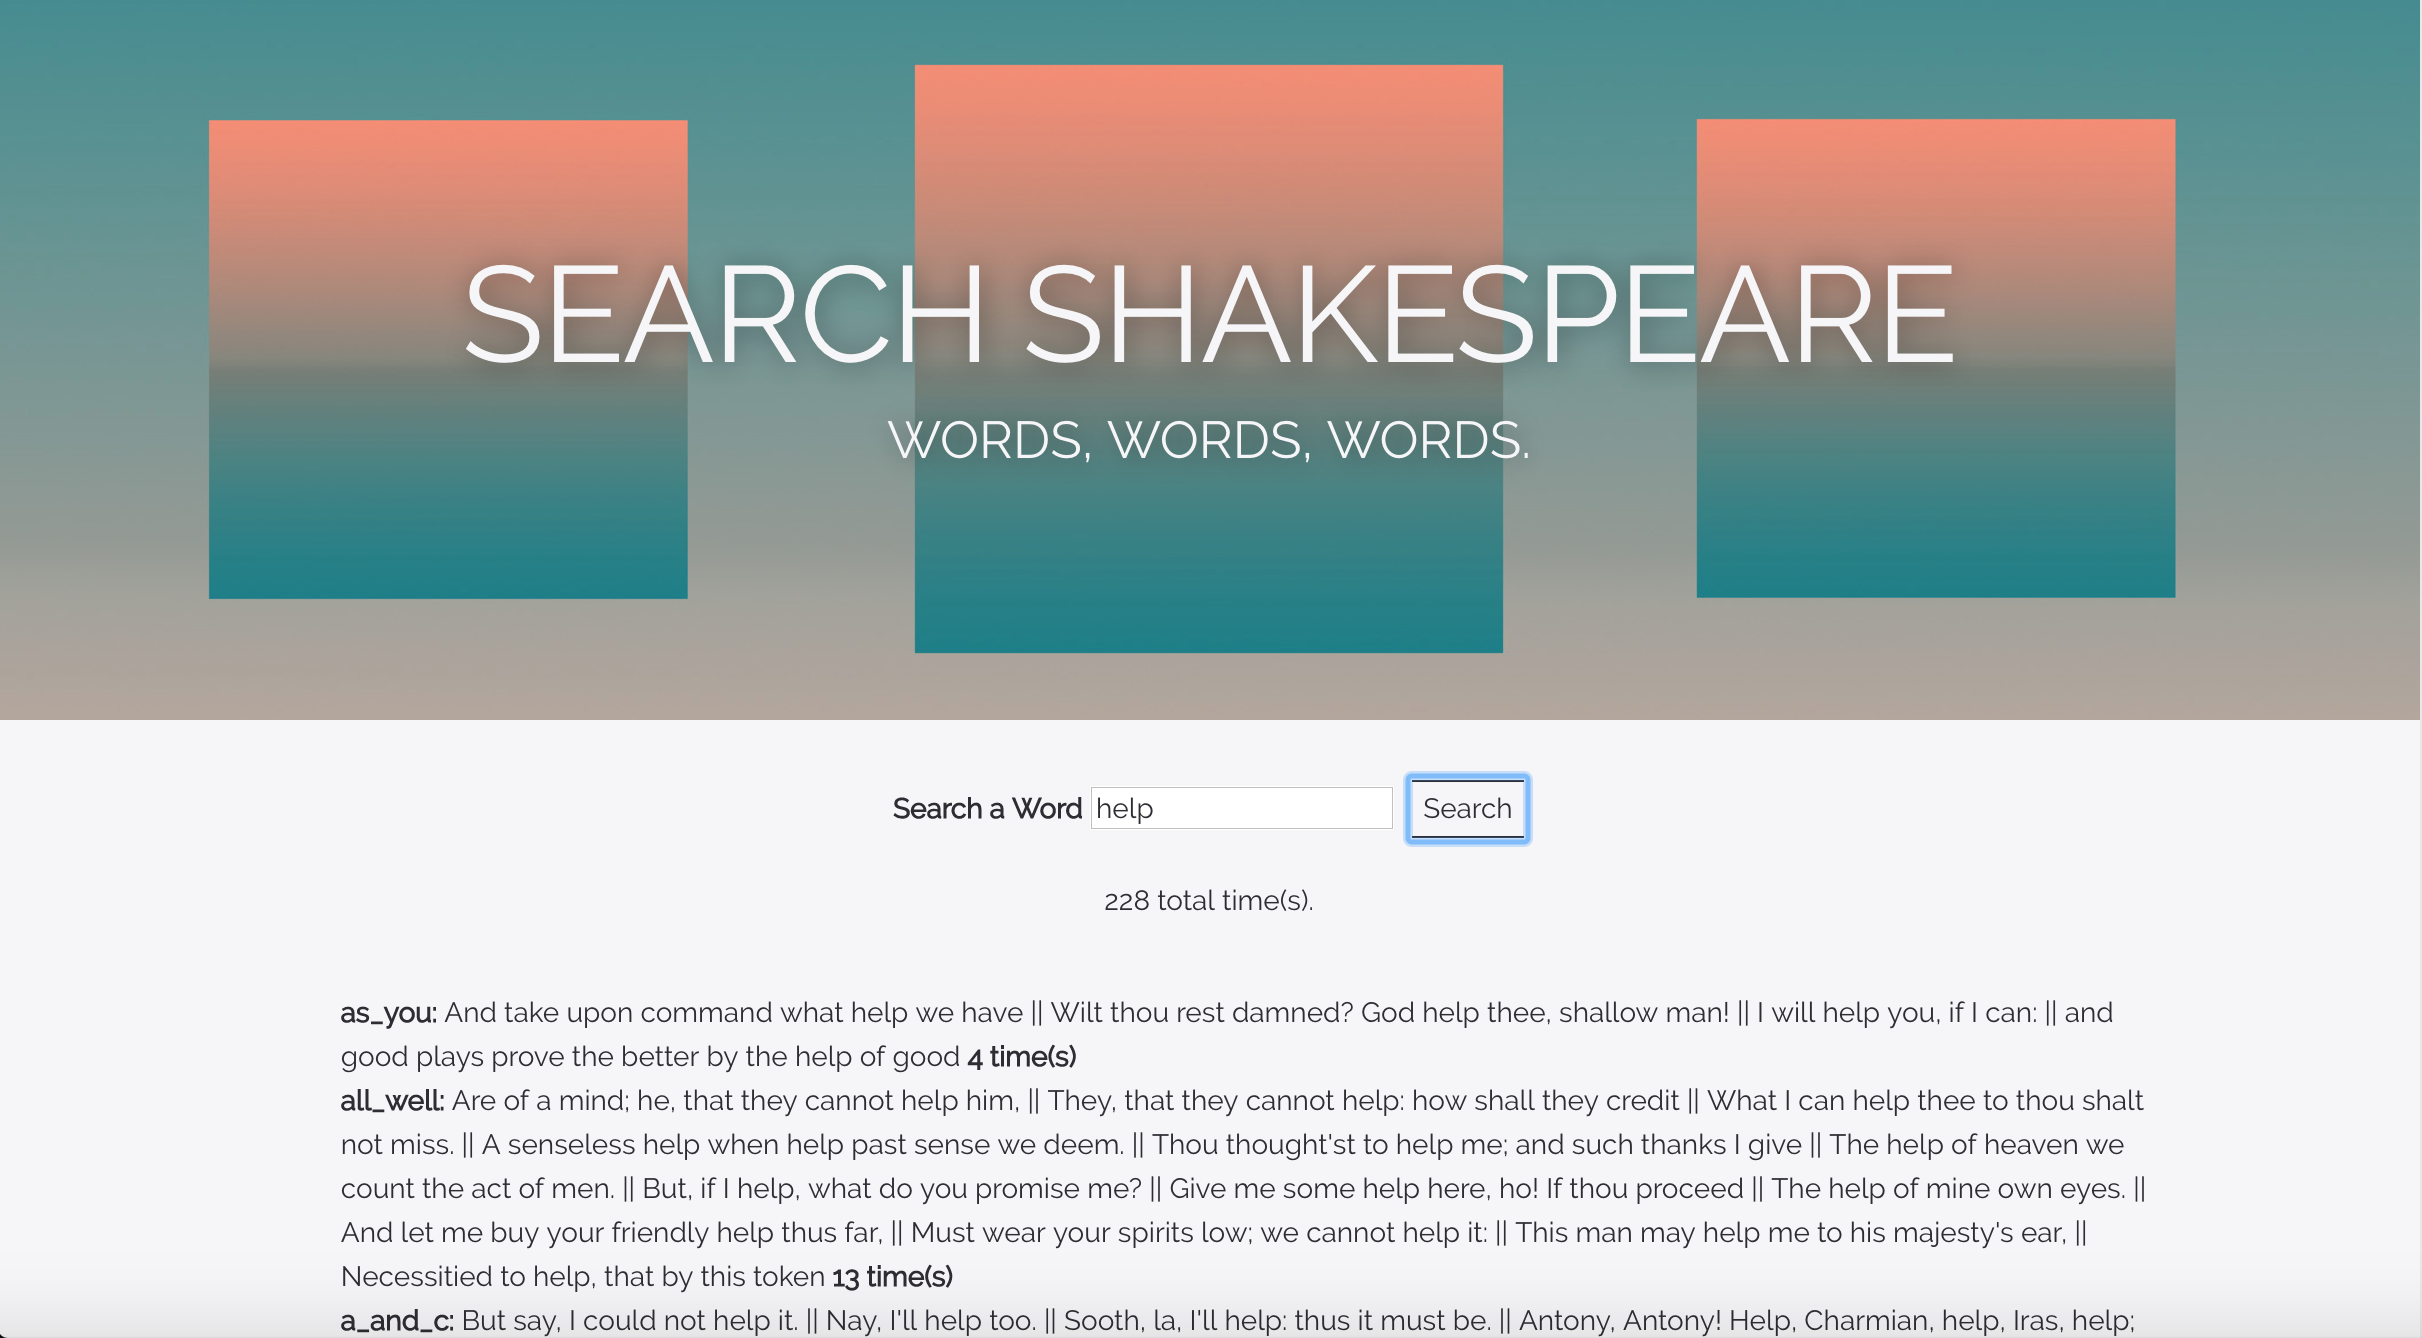 SEARCH SHAKESPEARE
WORDS, WORDS, WORDS.
Search a Word help Search
228 total time(s).
as_you: And take upon command what help we have || Wilt thou rest damned? God help thee, shallow man! || I will help you, if I can: || and
good plays prove the better by the help of good 4 time(s)
all_well: Are of a mind; he, that they cannot help him, || They, that they cannot help: how shall they credit || What I can help thee to thou shalt
not miss. || A senseless help when help past sense we deem. || Thou thought'st to help me; and such thanks I give || The help of heaven we
count the act of men. || But, if I help, what do you promise me? || Give me some help here, ho! If thou proceed || The help of mine own eyes. ||
And let me buy your friendly help thus far, || Must wear your spirits low; we cannot help it: || This man may help me to his majesty's ear, ||
Necessitied to help, that by this token 13 time(s)
a_and_c: But say, I could not help it. || Nay, I'll help too. || Sooth, la, I'll help: thus it must be. || Antony, Antony! Help, Charmian, help, Iras, help;